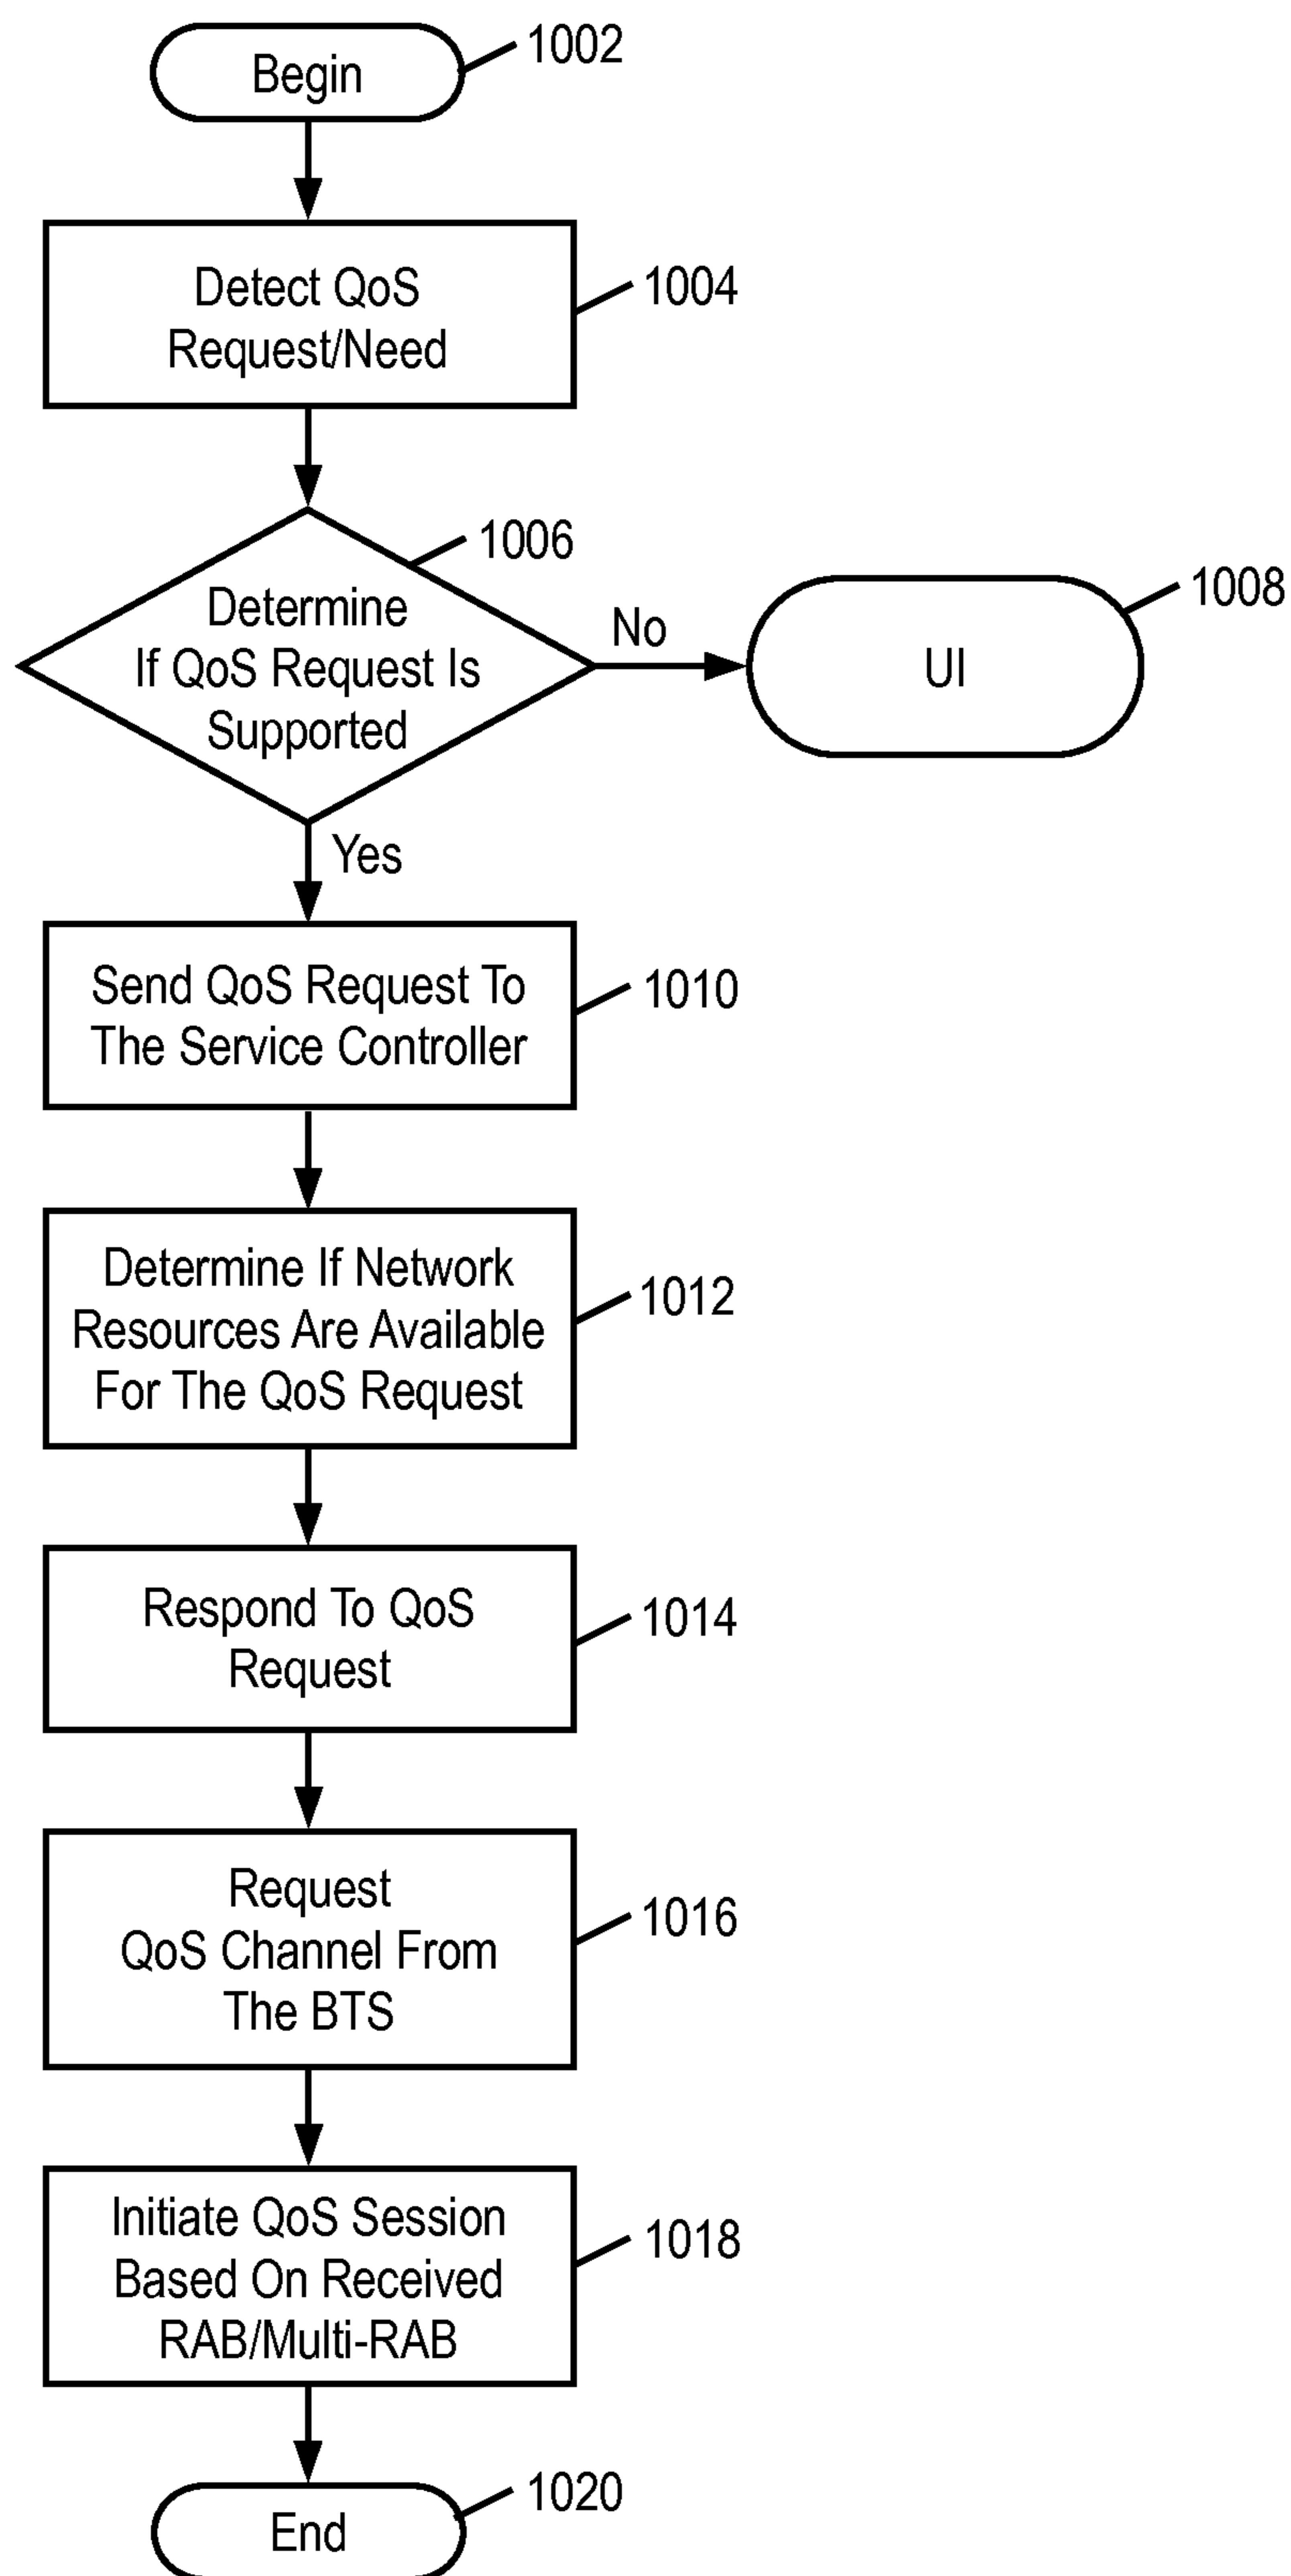 Begin
1002
Detect QoS
Request/Need
1004
1006
Determine
If QoS Request Is
Supported
No
UI
1008
Yes
Send QoS Request To
The Service Controller
1010
Determine If Network
Resources Are Available
For The QoS Request
1012
Respond To QoS
Request
1014
Request
QoS Channel From
The BTS
1016
Initiate QoS Session
Based On Received
RAB/Multi-RAB
1018
End
1020